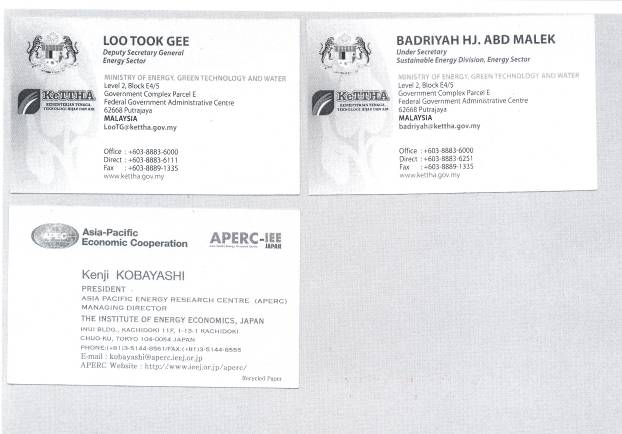 LOO TOOK GEE
Deputy Secretary General
Energy Sector
MINISTRY OF ENERGY, GREEN TECHNOLOGY AND WATER
Level 2, Block E4/5
Government Complex Parcel E
Federal Government Administrative Centre
62668 Putrajaya
MALAYSIA
LooTG@kettha.gov.my
Office : +603-8883-6000
Direct : +603-8883-6111
Fax : +603-8889-1335
www.kettha.gov.my
KeTTHA
KEMENTERIAN TENAGA,
TEKNOLOGI HIJAU DAN AIR
BADRIYAH HJ. ABD MALEK
Under Secretary
Sustainable Energy Division, Energy Sector
MINISTRY OF ENERGY, GREEN TECHNOLOGY AND WATER
Level 2, Block E4/5
Government Complex Parcel E
Federal Government Administrative Centre
62668 Putrajaya
MALAYSIA
badriyah@kettha.gov.my
Office : +603-8883-6000
Direct : +603-8883-6251
Fax : +603-8889-1335
www.kettha.gov.my
KeTTHA
KEMENTERIAN TENAGA,
TEKNOLOGI HIJAU DAN AIR
APEC
Asia-Pacific
Economic Cooperation
APERC-IEE
JAPAN
Kenji KOBAYASHI
PRESIDENT
ASIA PACIFIC ENERGY RESEARCH CENTRE (APERC)
MANAGING DIRECTOR
THE INSTITUTE OF ENERGY ECONOMICS, JAPAN
INUI BLDG., KACHIDOKI 11F, 1-13-1 KACHIDOKI
CHUO-KU, TOKYO 104-0054 JAPAN
PHONE:(+81)3-5144-8551/FAX:(+81)3-5144-8555
E-mail : kobayashi@aperc.ieej.or.jp
APERC Website : http://www.ieej.or.jp/aperc/
Recycled Paper